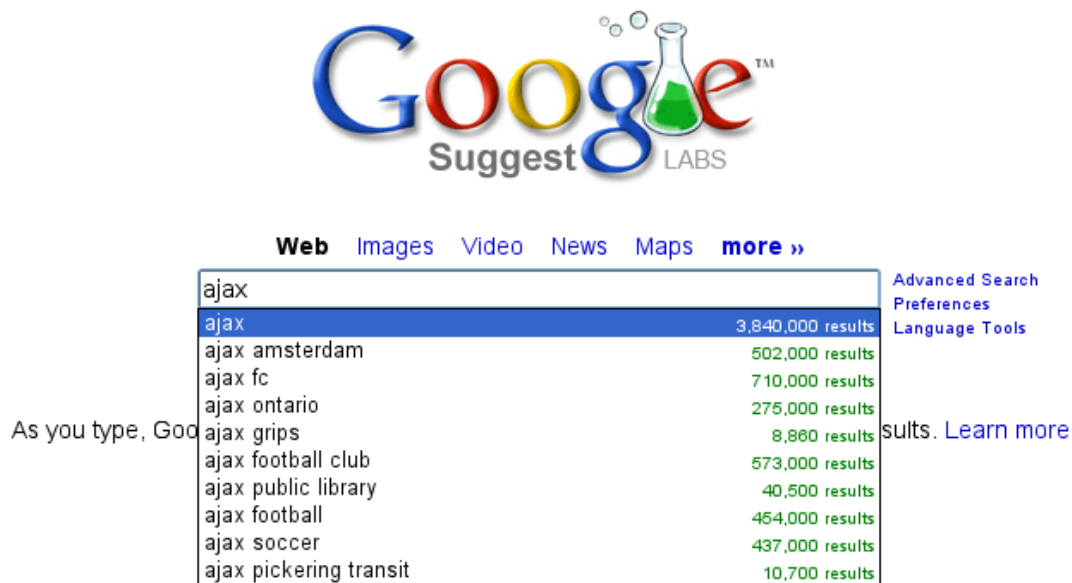 Google™
Suggest LABS
Web Images Video News Maps more »
ajax
Advanced Search
Preferences
Language Tools
ajax 3,840,000 results
ajax amsterdam 502,000 results
ajax fc 710,000 results
ajax ontario 275,000 results
As you type, Goo
sults. Learn more
ajax grips 8,860 results
ajax football club 573,000 results
ajax public library 40,500 results
ajax football 454,000 results
ajax soccer 437,000 results
ajax pickering transit 10,700 results